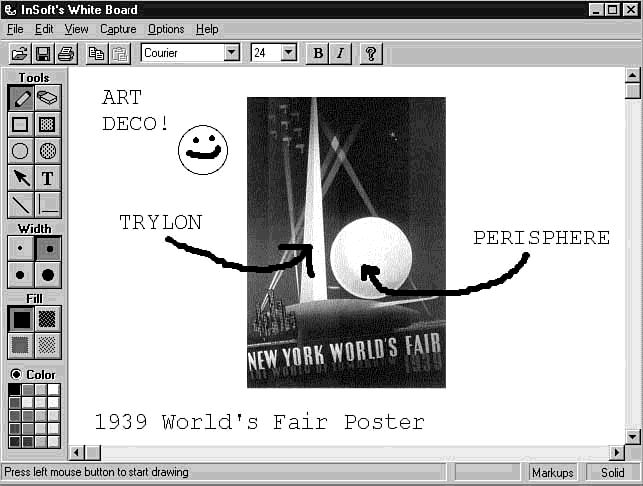 InSoft's White Board
File Edit View Capture Options Help
Courier 24 B I ?
Tools
T
Width
Fill
Color
ART
DECO!
TRYLON
PERISPHERE
NEW YORK WORLD'S FAIR
1939
1939 World's Fair Poster
Press left mouse button to start drawing Markups Solid